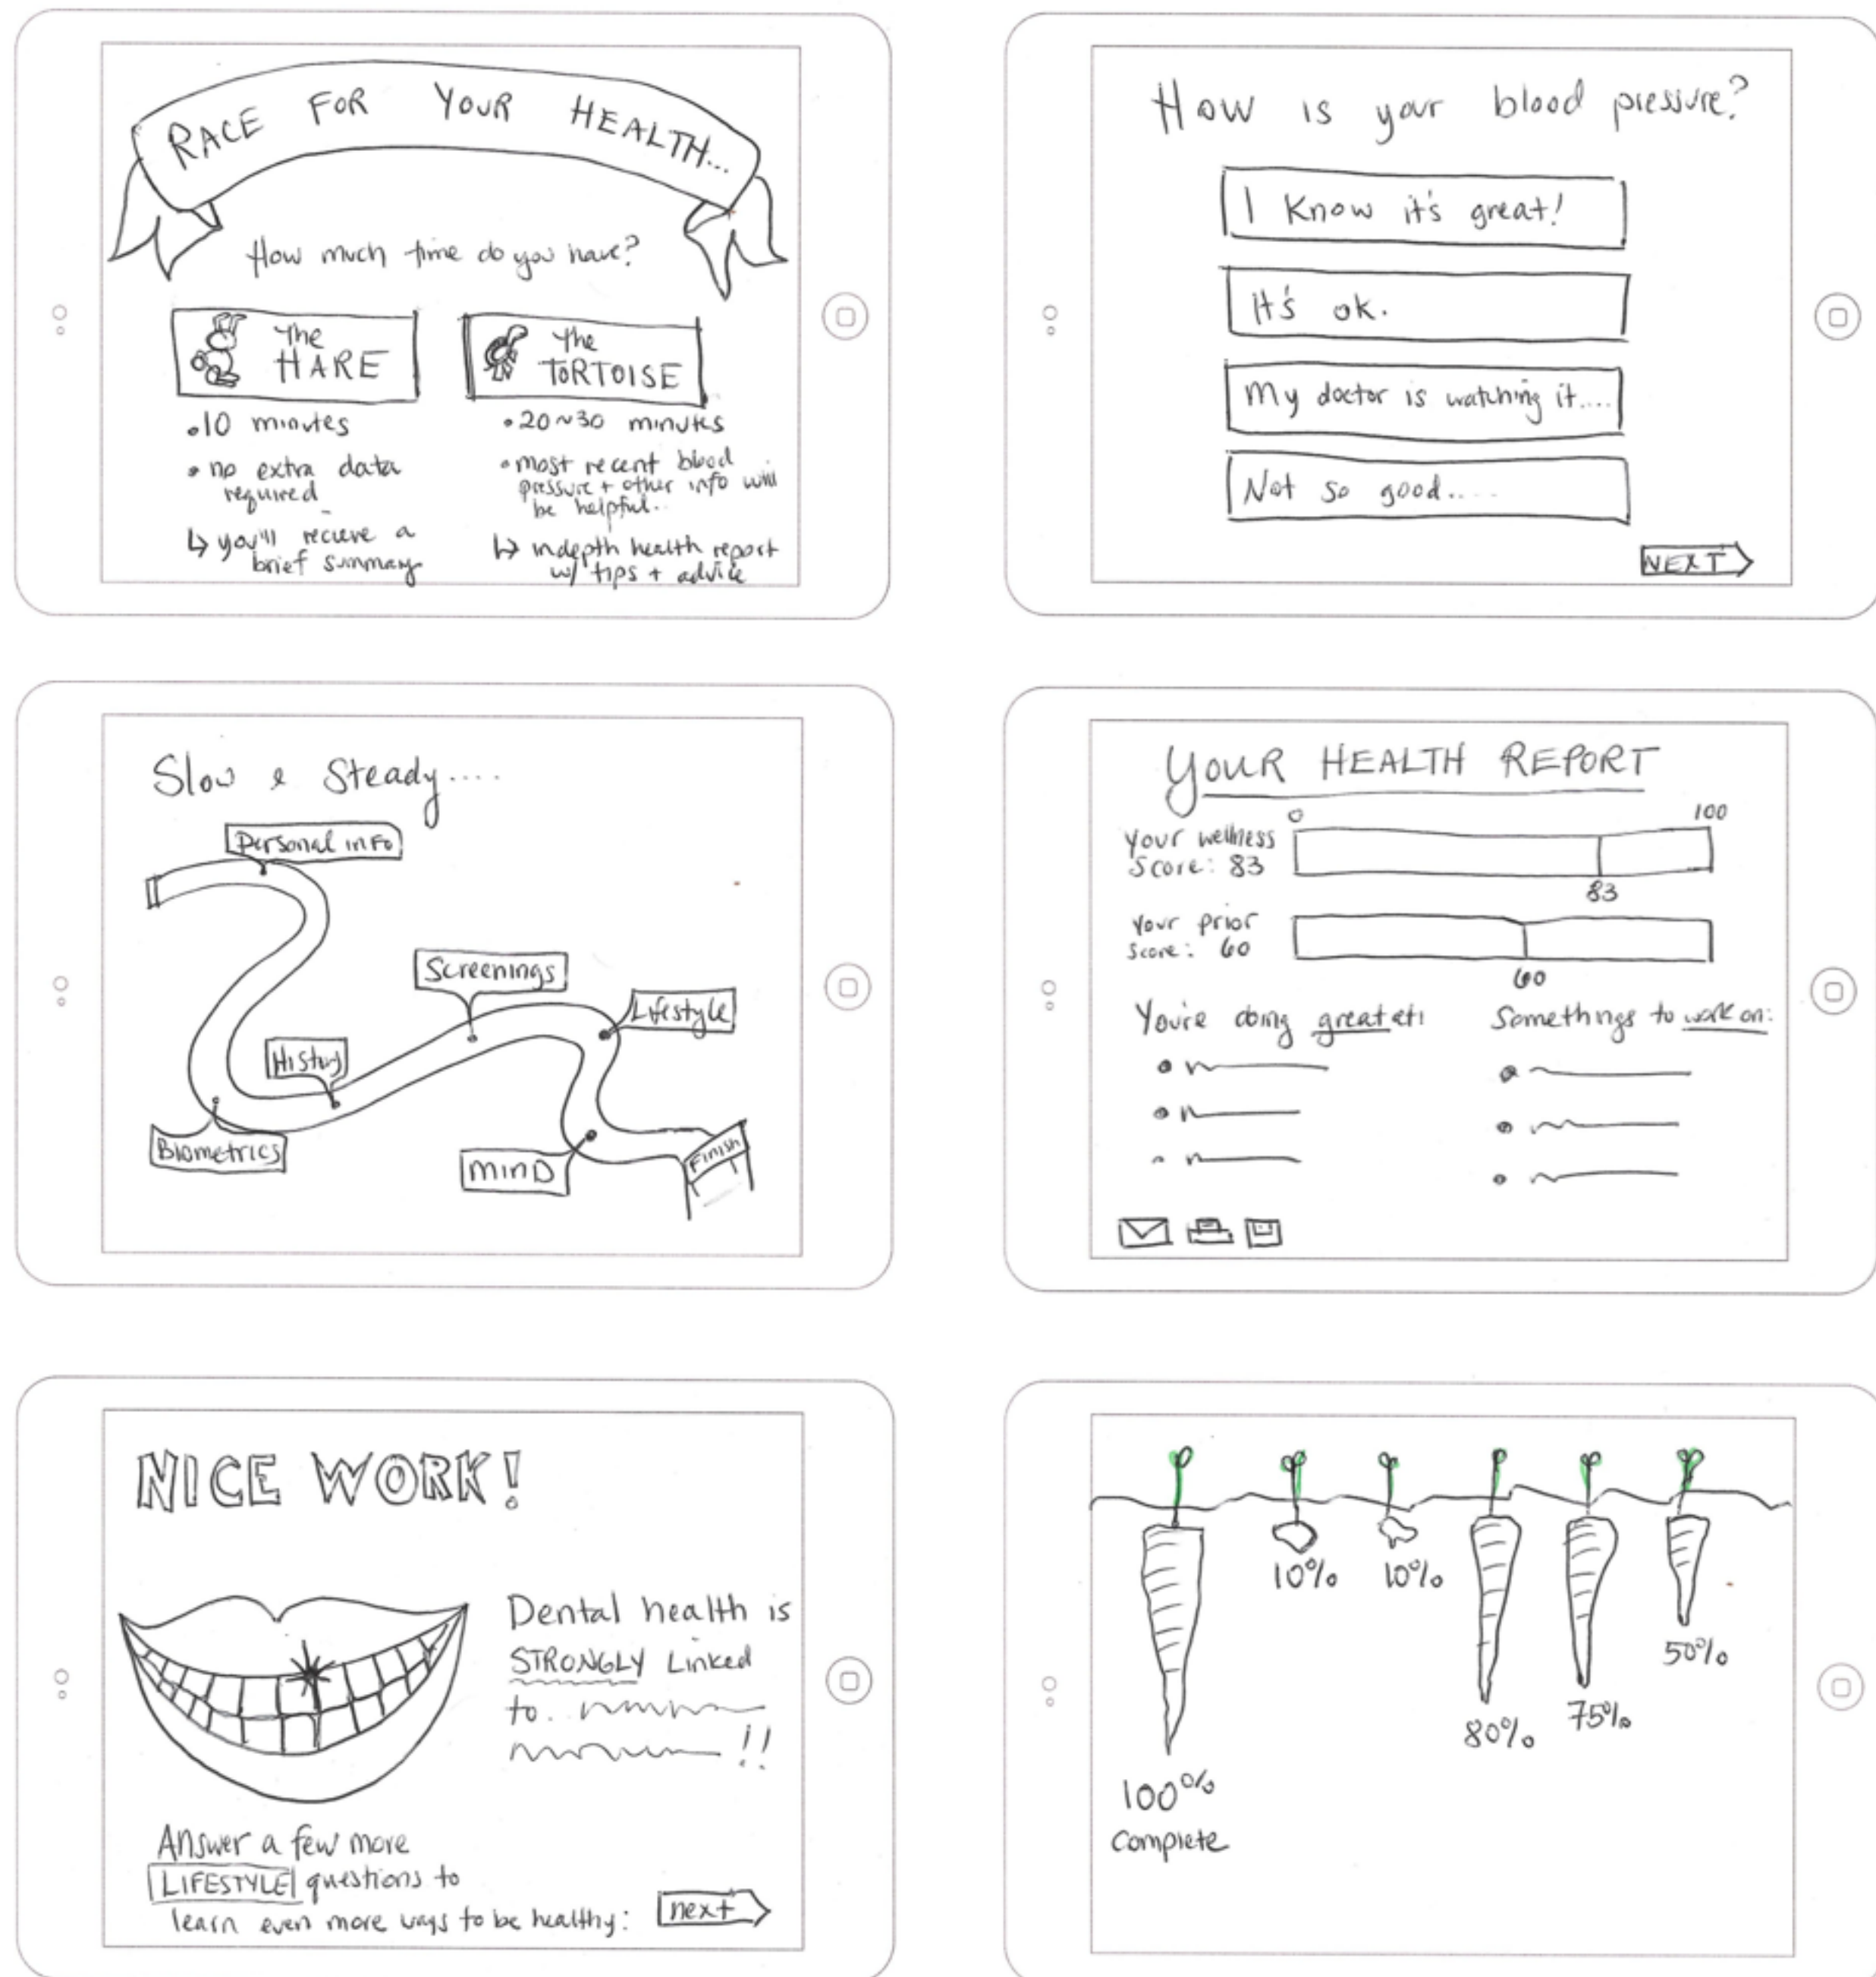 RACE FOR YOUR HEALTH...
How much time do you have?
The
HARE
• 10 minutes
• no extra data
required
↳ you'll recieve a
brief summary
The
TORTOISE
• 20~30 minutes
• most recent blood
pressure + other info will
be helpful..
↳ indepth health report
w/ tips + advice
How is your blood pressure?
I Know it's great!
It's ok.
My doctor is watching it....
Not so good.....
NEXT
Slow & Steady....
Personal info
Screenings
Lifestyle
History
Biometrics
MIND
Finish
YOUR HEALTH REPORT
0 100
Your wellness
Score: 83
83
Your prior
Score: 60
60
You're doing great at:
Somethings to work on:
NICE WORK!
Dental health is
STRONGLY Linked
to..
!!
Answer a few more
LIFESTYLE questions to
learn even more ways to be healthy:
next
10% 10%
50%
80% 75%
100%
Complete